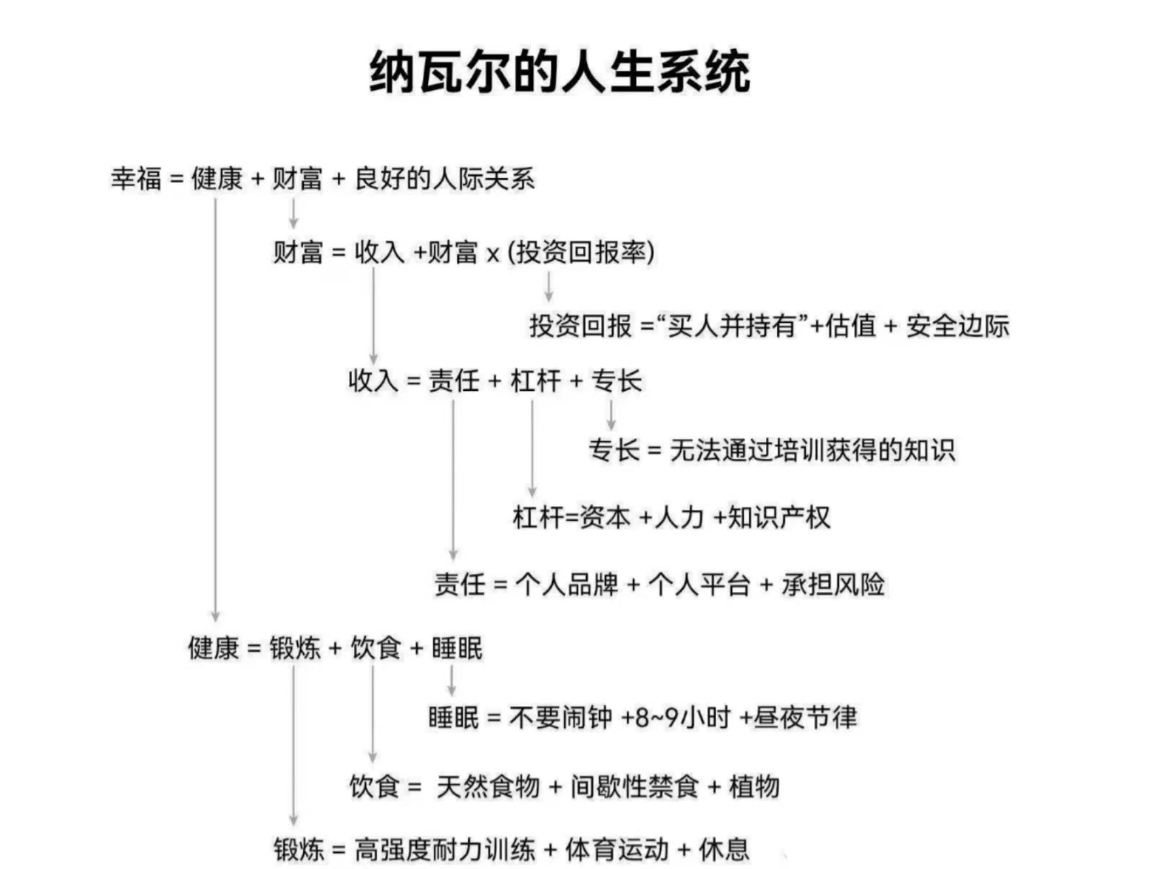 纳瓦尔的人生系统
幸福 = 健康 + 财富 + 良好的人际关系
财富 = 收入 +财富 x (投资回报率)
投资回报 =“买人并持有”+估值 + 安全边际
收入 = 责任 + 杠杆 + 专长
专长 = 无法通过培训获得的知识
杠杆=资本 +人力 +知识产权
责任 = 个人品牌 + 个人平台 + 承担风险
健康 = 锻炼 + 饮食 + 睡眠
睡眠 = 不要闹钟 +8~9小时 +昼夜节律
饮食 = 天然食物 + 间歇性禁食 + 植物
锻炼 = 高强度耐力训练 + 体育运动 + 休息